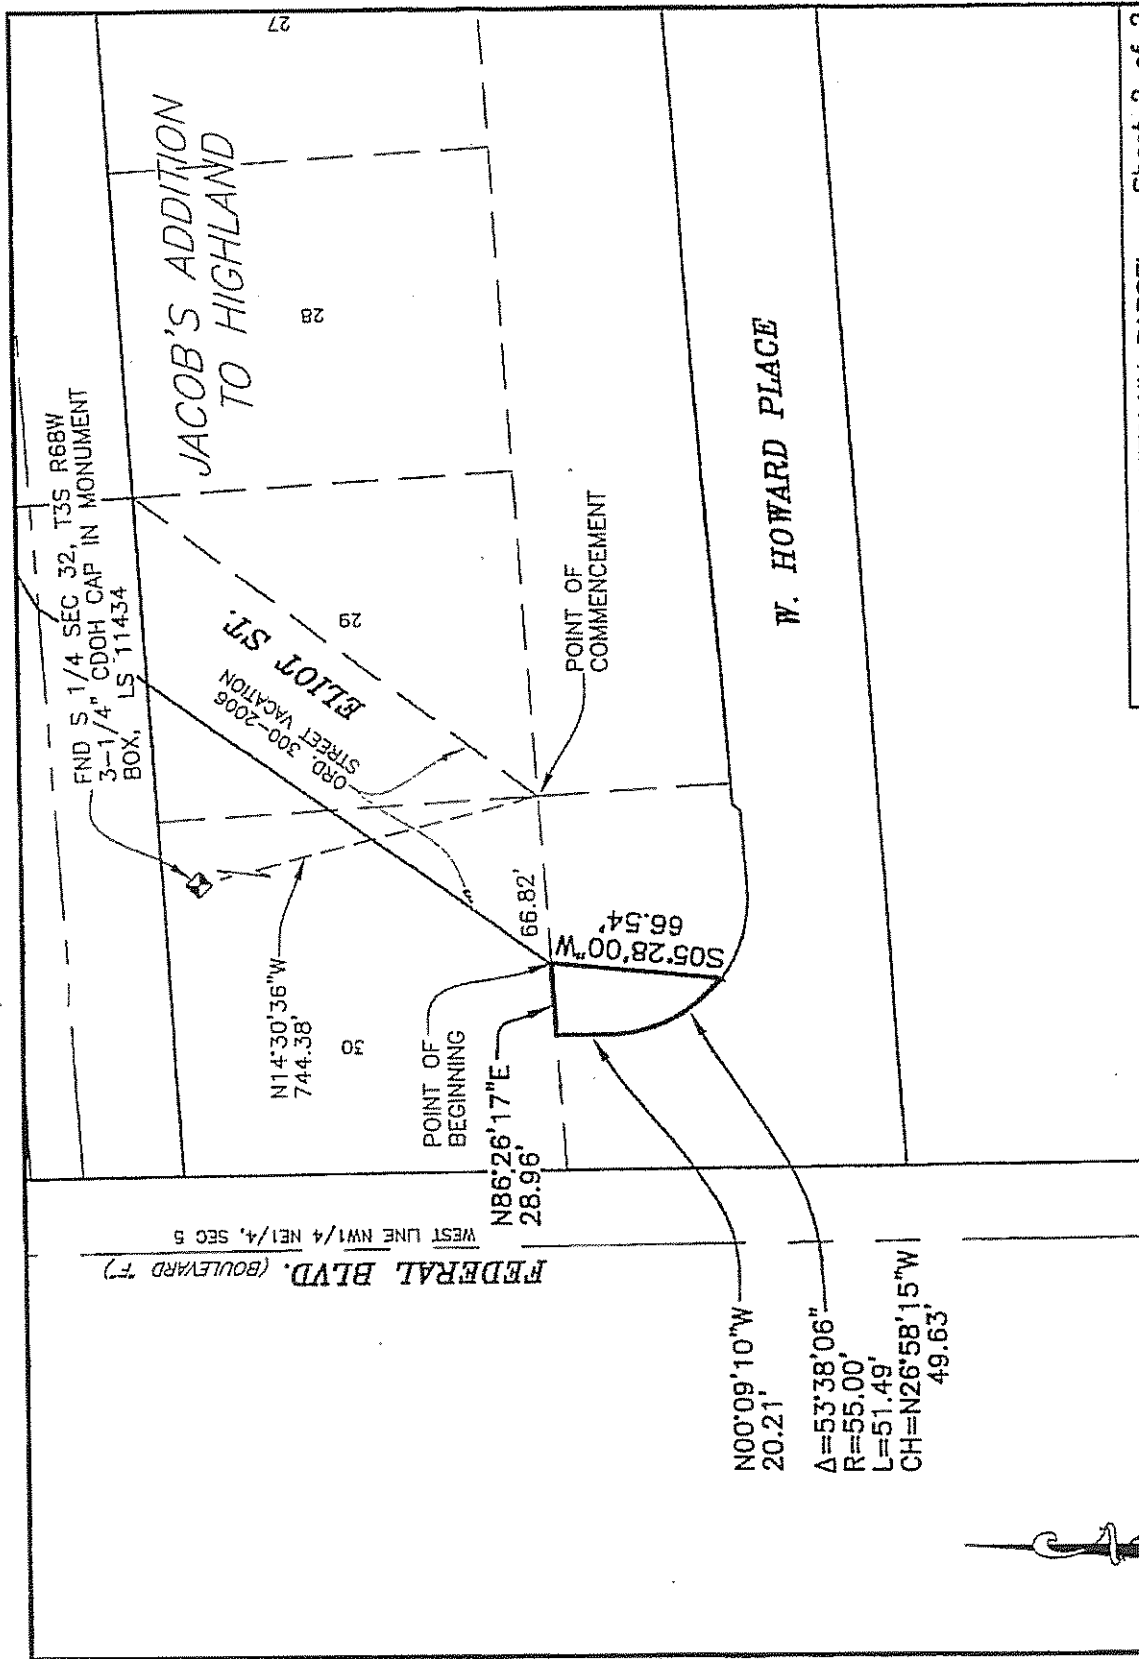 27
JACOB'S ADDITION
TO HIGHLAND
28
FND S 1/4 SEC 32, T3S R68W
3-1/4" CDOH CAP IN MONUMENT
BOX, LS 11434
ELIOT ST.
29
ORD. 300-2006
STREET VACATION
POINT OF
COMMENCEMENT
W. HOWARD PLACE
N14°30'36"W
744.38'
30
66.82'
S05°28'00"W
66.54'
POINT OF
BEGINNING
N86°26'17"E
28.96'
WEST LINE NW1/4 NE1/4, SEC 5
FEDERAL BLVD. (BOULEVARD "F")
N00°09'10"W
20.21'
Δ=53°38'06"
R=55.00'
L=51.49'
CH=N26°58'15"W
49.63'